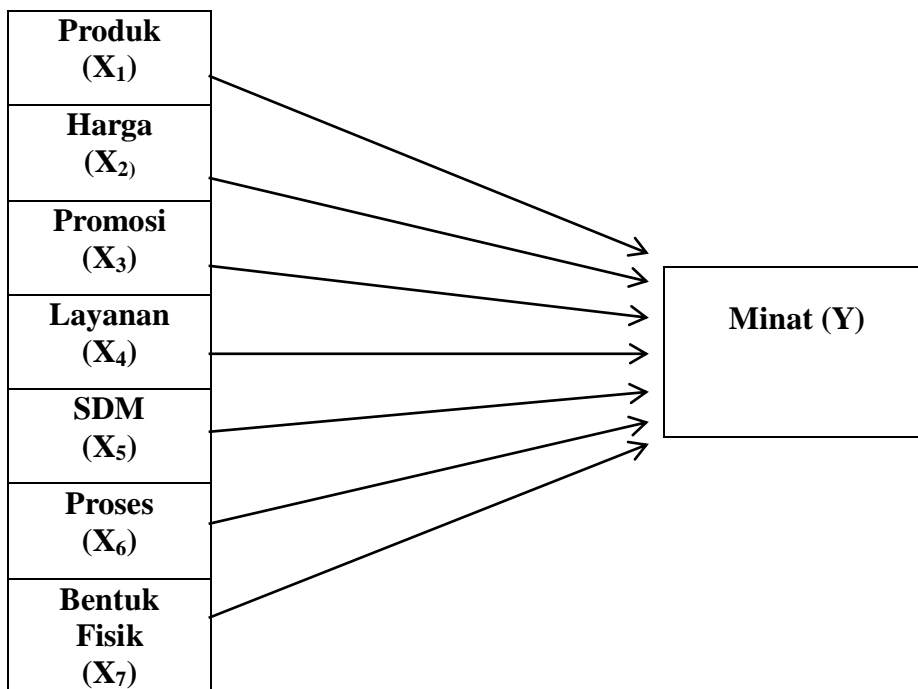 Produk
(X₁)
Harga
(X₂₎
Promosi
(X₃)
Layanan
(X₄)
SDM
(X₅)
Proses
(X₆)
Bentuk
Fisik
(X₇)
Minat (Y)